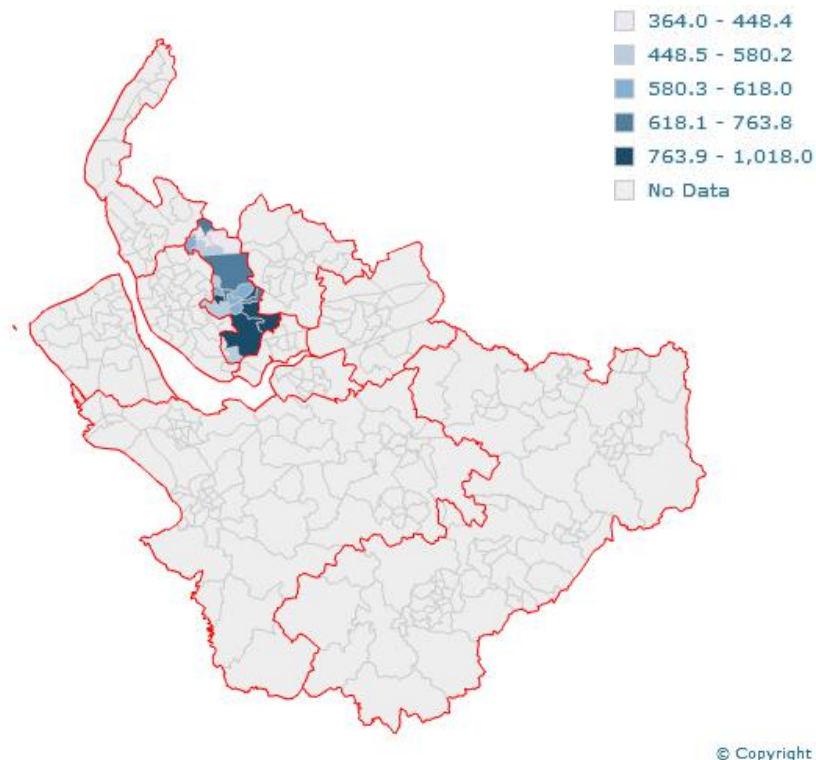 364.0 - 448.4
448.5 - 580.2
580.3 - 618.0
618.1 - 763.8
763.9 - 1,018.0
No Data
© Copyright